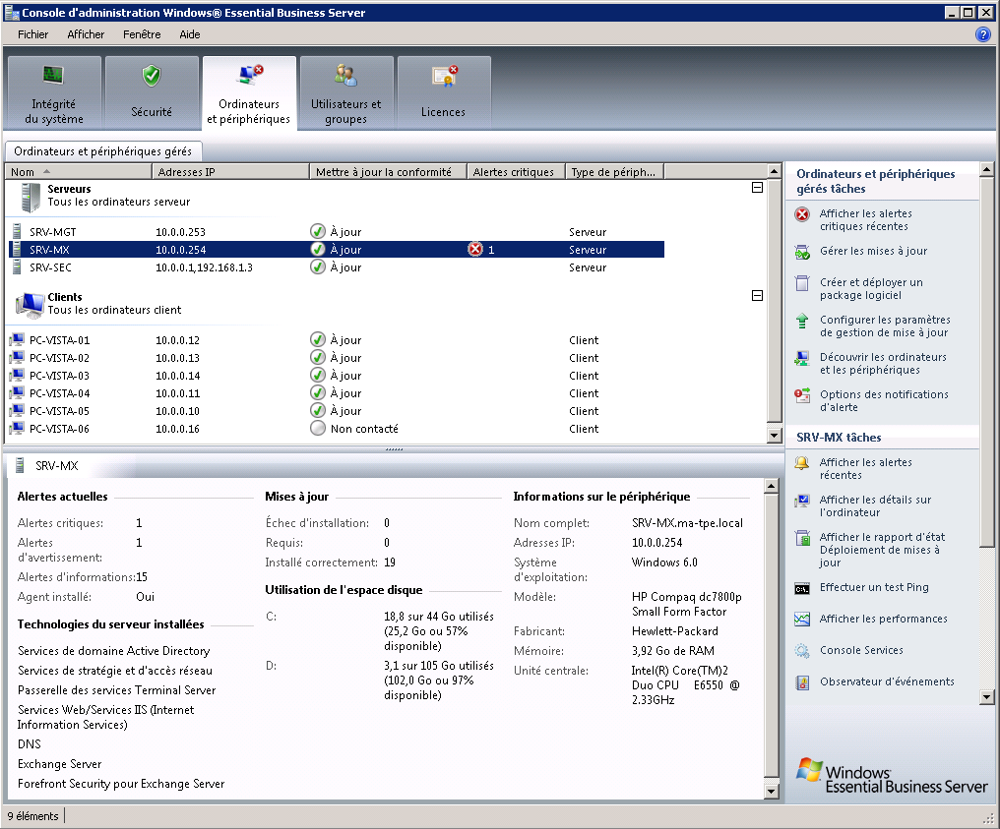 Console d'administration Windows® Essential Business Server
Fichier Afficher Fenêtre Aide
Intégrité du système
Sécurité
Ordinateurs et périphériques
Utilisateurs et groupes
Licences
Ordinateurs et périphériques gérés
Nom Adresses IP Mettre à jour la conformité Alertes critiques Type de périph...
Serveurs
Tous les ordinateurs serveur
SRV-MGT 10.0.0.253 À jour Serveur
SRV-MX 10.0.0.254 À jour 1 Serveur
SRV-SEC 10.0.0.1,192.168.1.3 À jour Serveur
Clients
Tous les ordinateurs client
PC-VISTA-01 10.0.0.12 À jour Client
PC-VISTA-02 10.0.0.13 À jour Client
PC-VISTA-03 10.0.0.14 À jour Client
PC-VISTA-04 10.0.0.11 À jour Client
PC-VISTA-05 10.0.0.10 À jour Client
PC-VISTA-06 10.0.0.16 Non contacté Client
SRV-MX
Alertes actuelles
Alertes critiques: 1
Alertes d'avertissement: 1
Alertes d'informations: 15
Agent installé: Oui
Technologies du serveur installées
Services de domaine Active Directory
Services de stratégie et d'accès réseau
Passerelle des services Terminal Server
Services Web/Services IIS (Internet
Information Services)
DNS
Exchange Server
Forefront Security pour Exchange Server
Mises à jour
Échec d'installation: 0
Requis: 0
Installé correctement: 19
Utilisation de l'espace disque
C: 18,8 sur 44 Go utilisés
(25,2 Go ou 57%
disponible)
D: 3,1 sur 105 Go utilisés
(102,0 Go ou 97%
disponible)
Informations sur le périphérique
Nom complet: SRV-MX.ma-tpe.local
Adresses IP: 10.0.0.254
Système d'exploitation: Windows 6.0
Modèle: HP Compaq dc7800p
Small Form Factor
Fabricant: Hewlett-Packard
Mémoire: 3,92 Go de RAM
Unité centrale: Intel(R) Core(TM)2
Duo CPU E6550 @
2.33GHz
Ordinateurs et périphériques
gérés tâches
Afficher les alertes
critiques récentes
Gérer les mises à jour
Créer et déployer un
package logiciel
Configurer les paramètres
de gestion de mise à jour
Découvrir les ordinateurs
et les périphériques
Options des notifications
d'alerte
SRV-MX tâches
Afficher les alertes
récentes
Afficher les détails sur
l'ordinateur
Afficher le rapport d'état
Déploiement de mises à
jour
Effectuer un test Ping
Afficher les performances
Console Services
Observateur d'événements
Windows
Essential Business Server
9 éléments